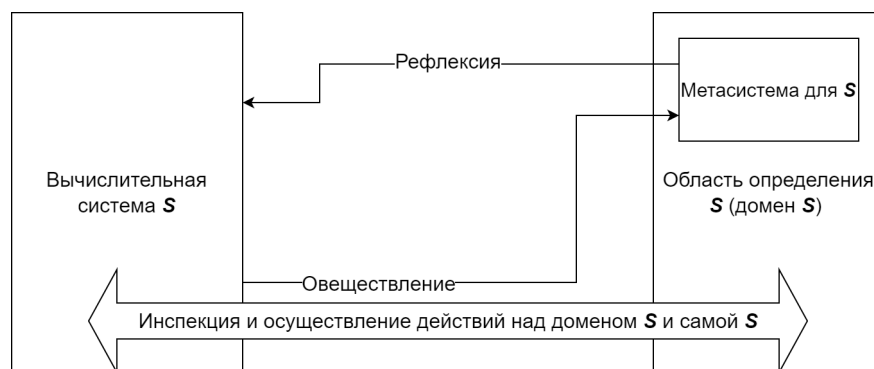 Рефлексия
Метасистема для S
Вычислительная
система S
Область определения
S (домен S)
Овеществление
Инспекция и осуществление действий над доменом S и самой S